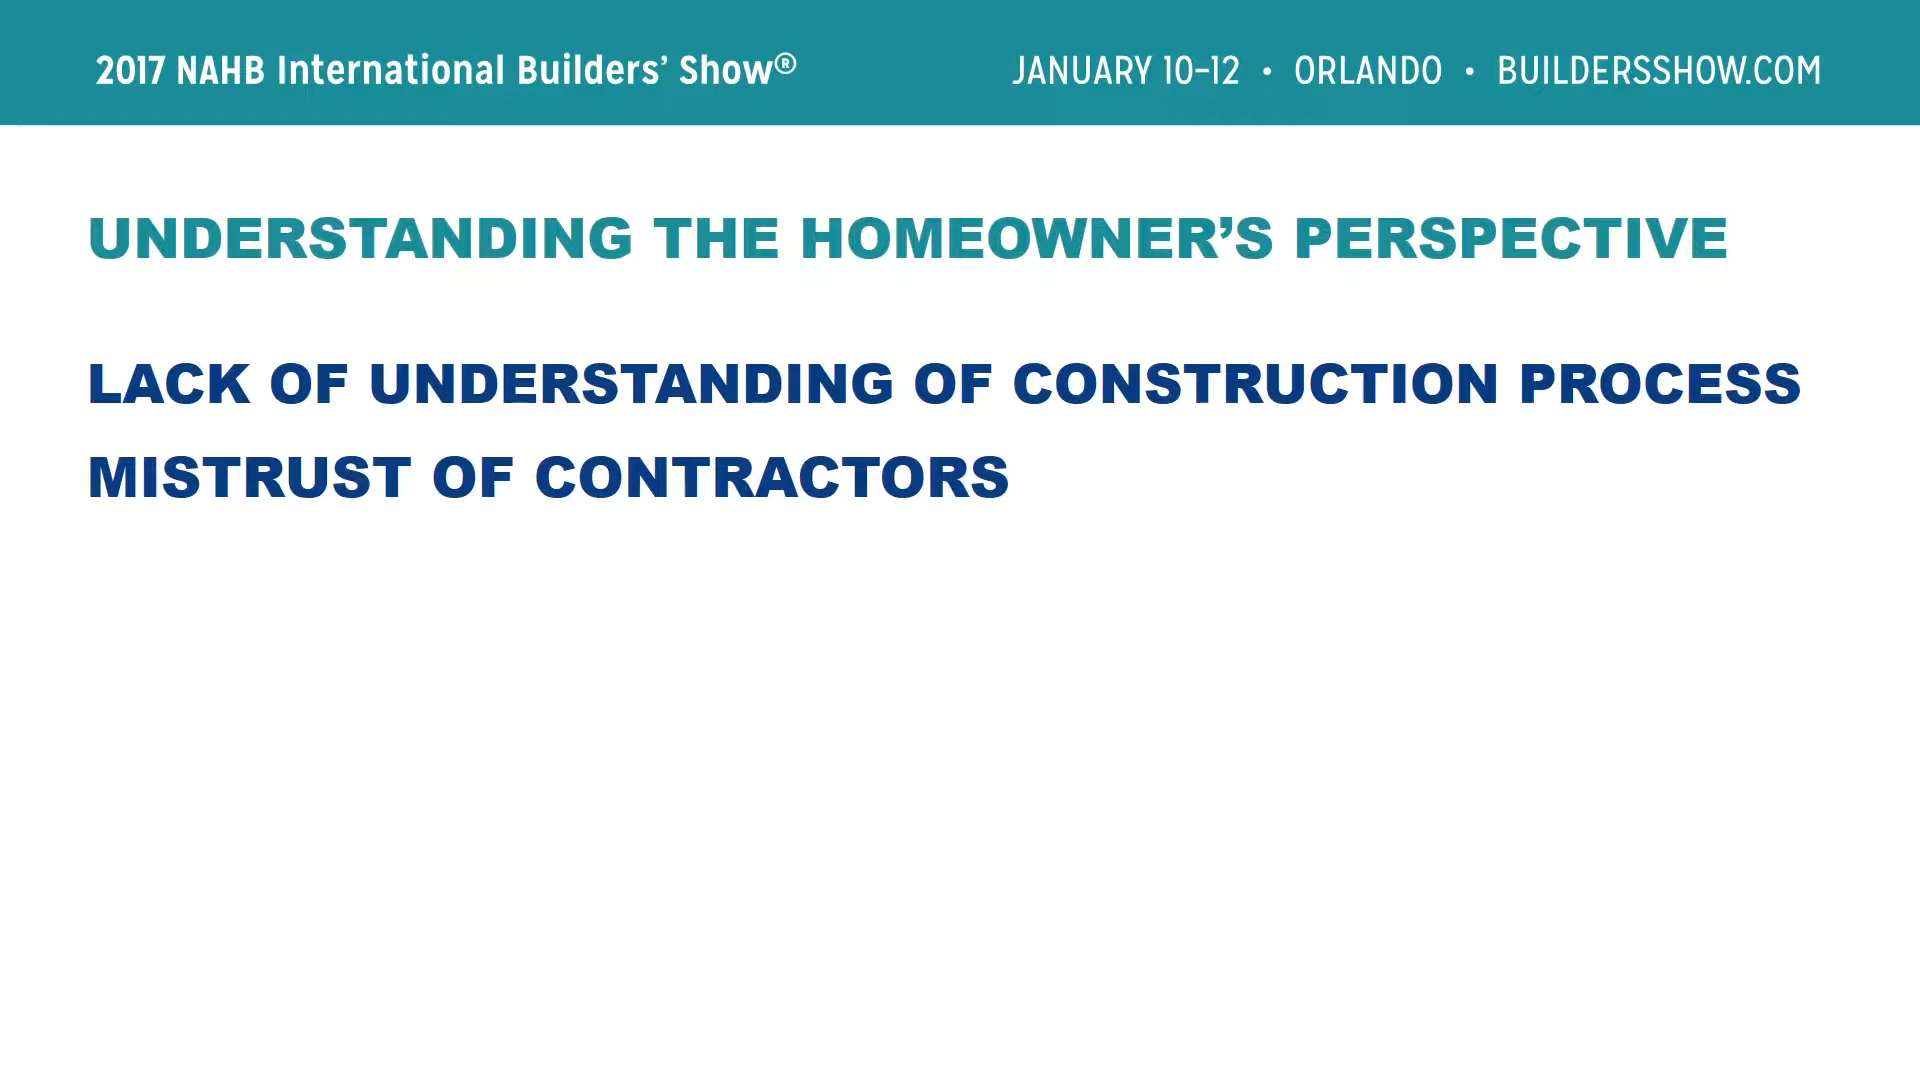 2017 NAHB International Builders’ Show®
JANUARY 10–12 • ORLANDO • BUILDERSSHOW.COM
UNDERSTANDING THE HOMEOWNER’S PERSPECTIVE
LACK OF UNDERSTANDING OF CONSTRUCTION PROCESS
MISTRUST OF CONTRACTORS